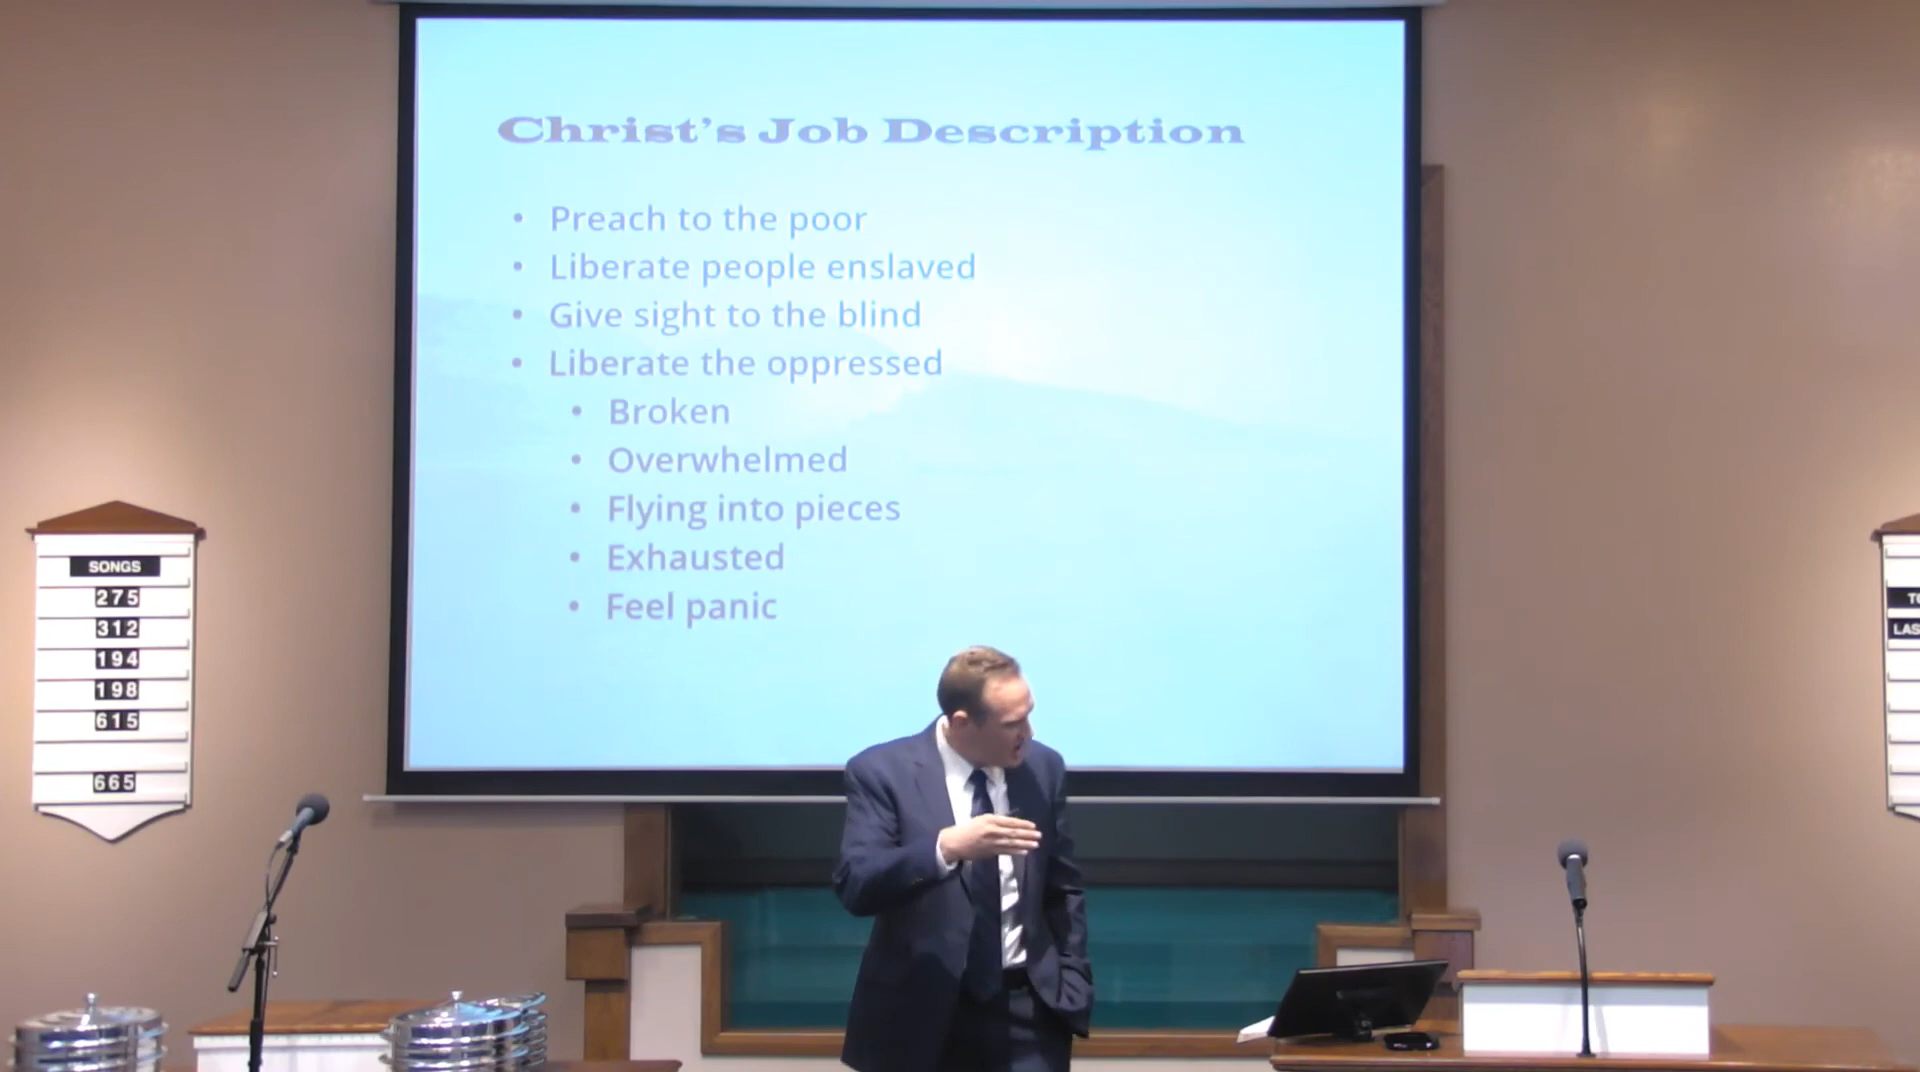 Christ's Job Description
• Preach to the poor
• Liberate people enslaved
• Give sight to the blind
• Liberate the oppressed
• Broken
• Overwhelmed
• Flying into pieces
• Exhausted
• Feel panic
SONGS
275
312
194
198
615
665